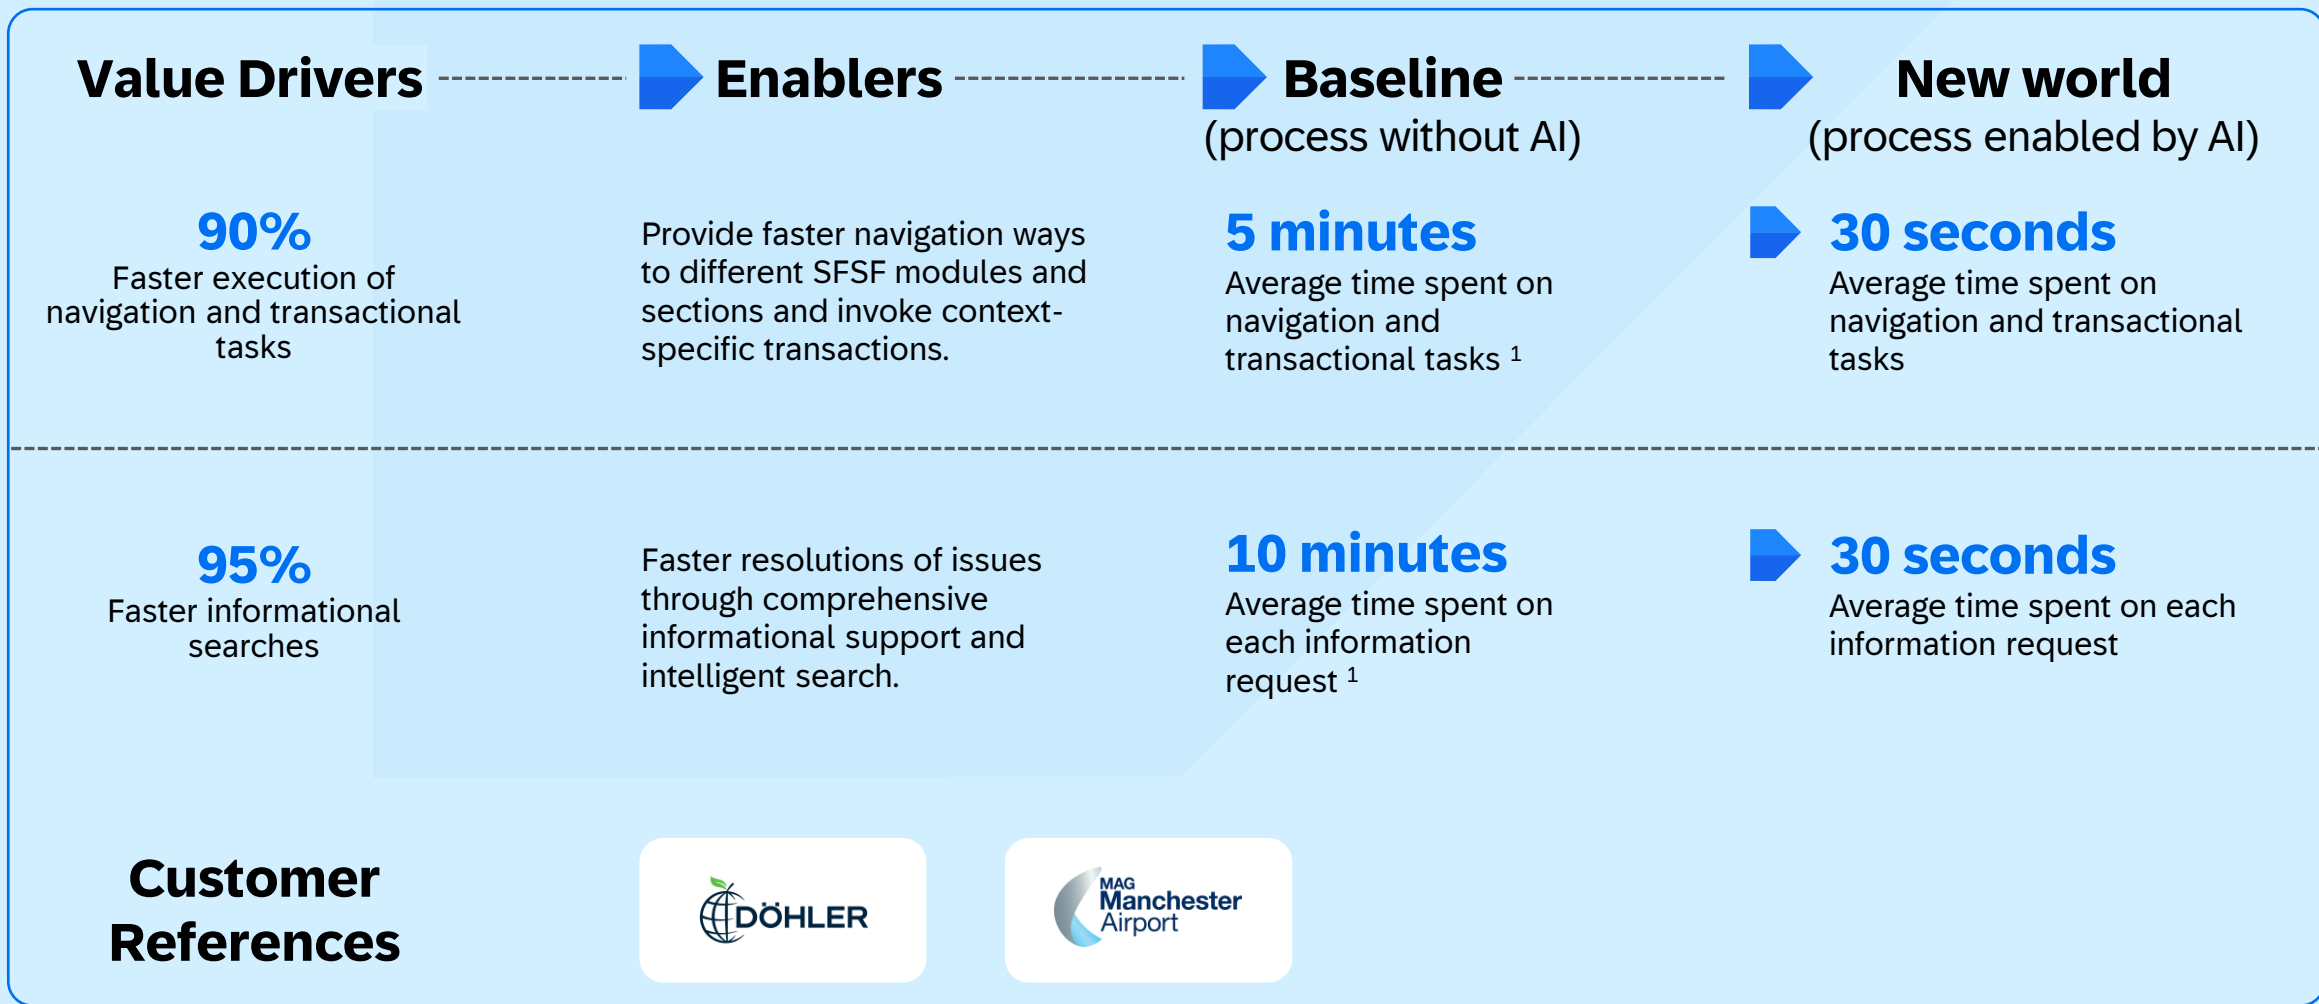 Value Drivers
Enablers
Baseline
(process without AI)
New world
(process enabled by AI)
90%
Faster execution of
navigation and transactional
tasks
Provide faster navigation ways
to different SFSF modules and
sections and invoke context-
specific transactions.
5 minutes
Average time spent on
navigation and
transactional tasks ¹
30 seconds
Average time spent on
navigation and transactional
tasks
95%
Faster informational
searches
Faster resolutions of issues
through comprehensive
informational support and
intelligent search.
10 minutes
Average time spent on
each information
request ¹
30 seconds
Average time spent on each
information request
Customer
References
DÖHLER
MAG
Manchester
Airport